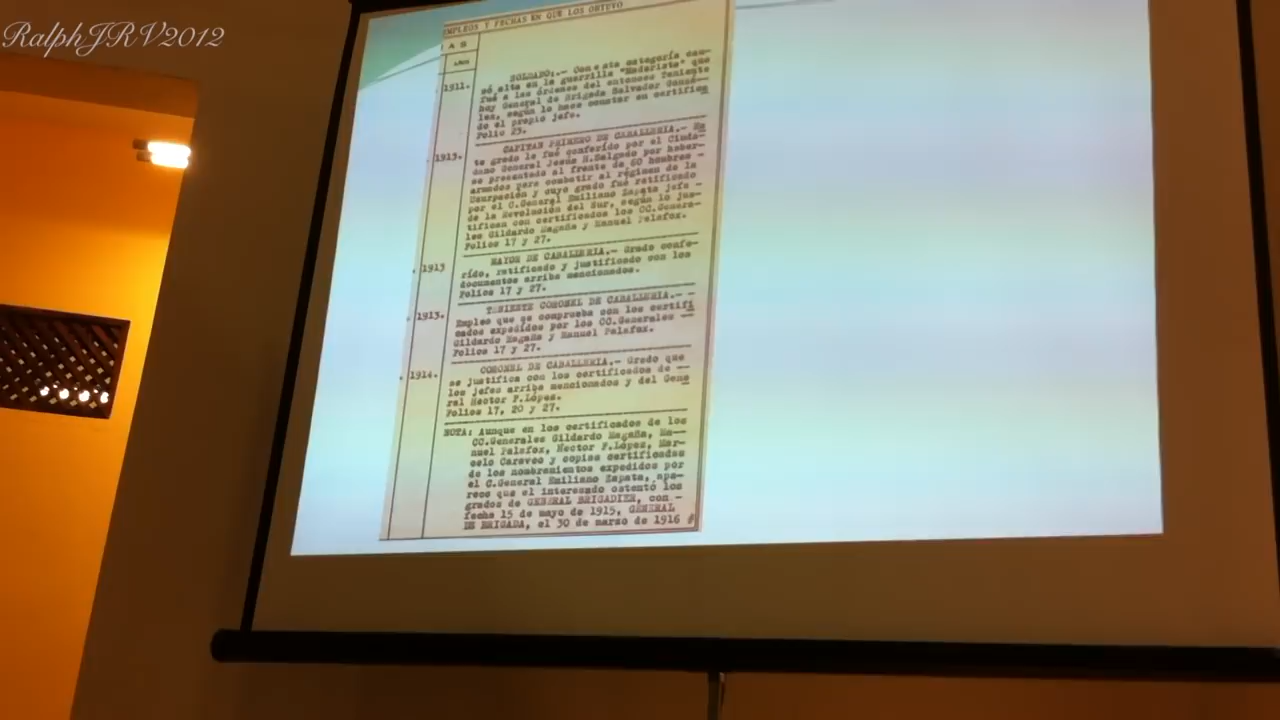 RalphJRV2012
EMPLEOS Y FECHAS EN QUE LOS OBTUVO
A S
AÑOS
1911.
SOLDADO:.- Con esta categoría cau-
só alta en la guerrilla "Maderista" que
fué a las órdenes del entonces Teniente
hoy General de Brigada Salvador Gonzá-
lez, según lo hace constar en certifica
do el propio jefe.
Folio 23.
1913.
CAPITAN PRIMERO DE CABALLERIA.- Es
te grado le fué conferido por el Ciuda-
dano General Jesús H.Salgado por haber-
se presentado al frente de 60 hombres -
armados para combatir al régimen de la
Usurpación y cuyo grado fué ratificado
por el C.General Emiliano Zapata jefe -
de la Revolución del Sur, según lo jus-
tifican con certificados los CC.Genera-
les Gildardo Magaña y Manuel Palafox.
Folios 17 y 27.
1913
MAYOR DE CABALLERIA.- Grado confe-
rido, ratificado y justificado con los
documentos arriba mencionados.
Folios 17 y 27.
1913.
TENIENTE CORONEL DE CABALLERIA.- -
Empleo que se comprueba con los certifi
cados expedidos por los CC.Generales —
Gildardo Magaña y Manuel Palafox.
Folios 17 y 27.
1914.
CORONEL DE CABALLERIA.- Grado que
se justifica con los certificados de --
los jefes arriba mencionados y del Gene
ral Hector F.López.
Folios 17, 20 y 27.
NOTA: Aunque en los certificados de los
CC.Generales Gildardo Magaña, Ma-
nuel Palafox, Hector F.López, Mar-
celo Caraveo y copias certificadas
de los nombramientos expedidos por
el C.General Emiliano Zapata, apa-
rece que el interesado ostentó los
grados de GENERAL BRIGADIER, con -
fecha 15 de mayo de 1915, GENERAL
DE BRIGADA, el 30 de marzo de 1916 #